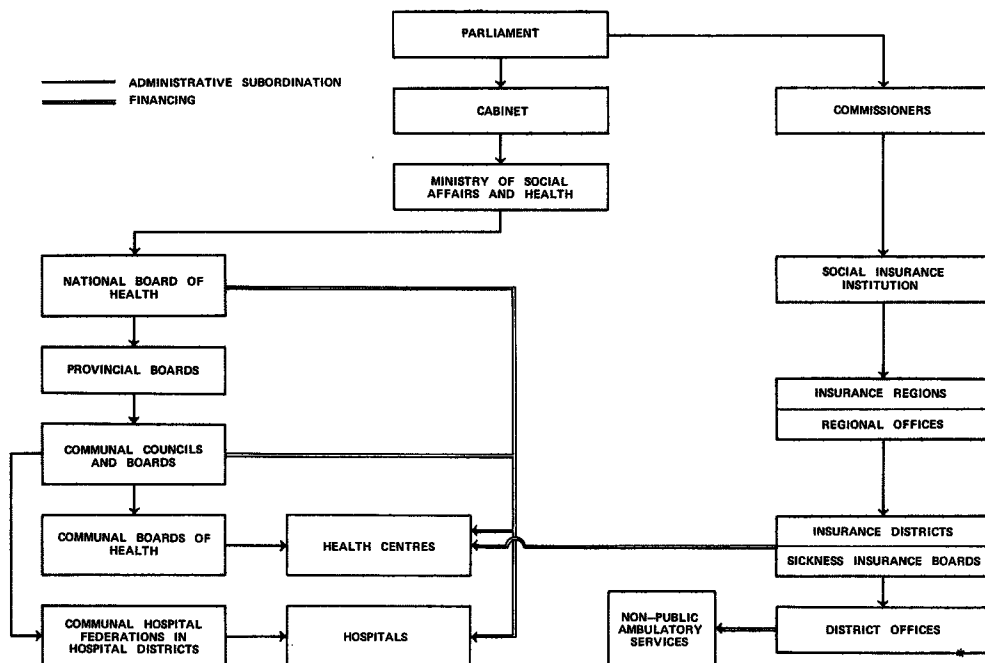 PARLIAMENT
ADMINISTRATIVE SUBORDINATION
FINANCING
CABINET
COMMISSIONERS
MINISTRY OF SOCIAL
AFFAIRS AND HEALTH
NATIONAL BOARD OF
HEALTH
SOCIAL INSURANCE
INSTITUTION
PROVINCIAL BOARDS
INSURANCE REGIONS
REGIONAL OFFICES
COMMUNAL COUNCILS
AND BOARDS
COMMUNAL BOARDS OF
HEALTH
HEALTH CENTRES
INSURANCE DISTRICTS
SICKNESS INSURANCE BOARDS
COMMUNAL HOSPITAL
FEDERATIONS IN
HOSPITAL DISTRICTS
HOSPITALS
NON-PUBLIC
AMBULATORY
SERVICES
DISTRICT OFFICES